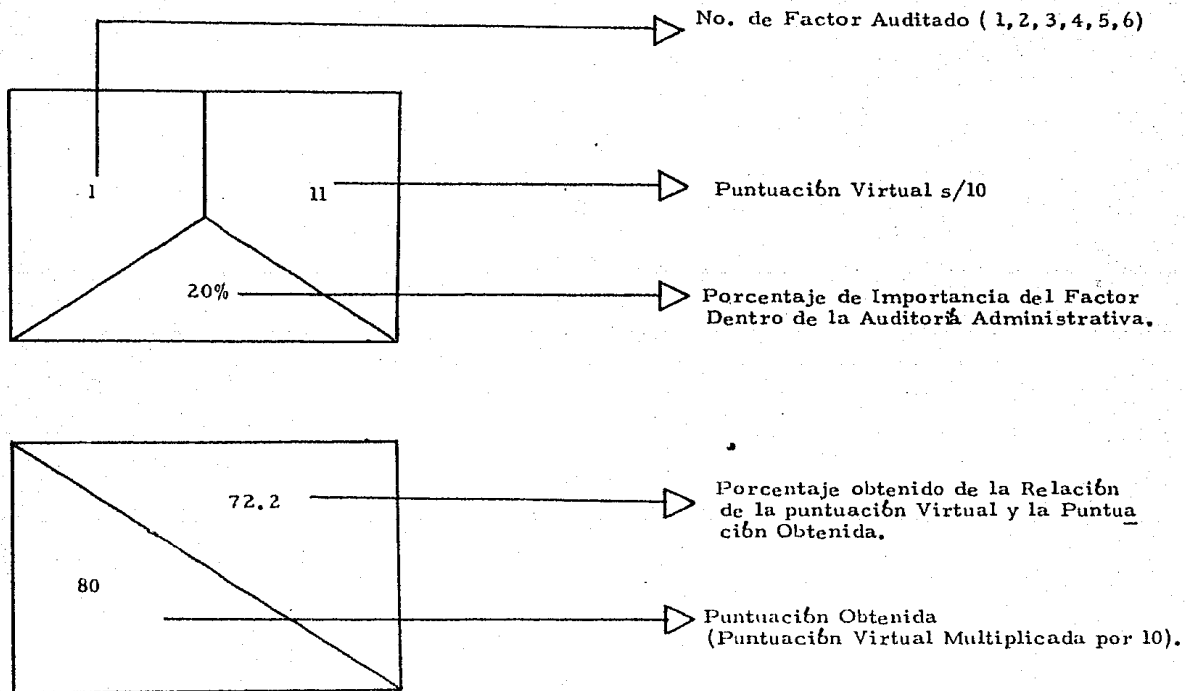 No. de Factor Auditado ( 1, 2, 3, 4, 5, 6)
1
11
Puntuación Virtual s/10
20%
Porcentaje de Importancia del Factor
Dentro de la Auditoriá Administrativa.
72.2
Porcentaje obtenido de la Relación
de la puntuación Virtual y la Puntua
ción Obtenida.
80
Puntuación Obtenida
(Puntuación Virtual Multiplicada por 10).